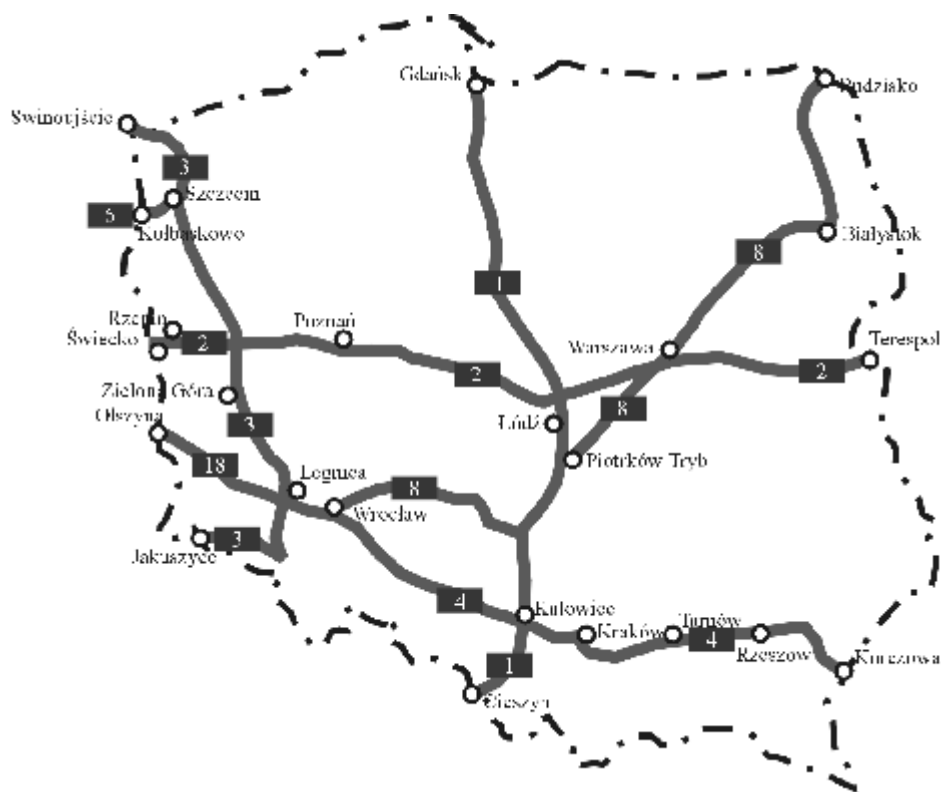 Gdańsk
Budzisko
Świnoujście
3
Szczecin
6
Kołbaskowo
Białystok
8
1
Rzepin
Poznań
Świecko
2
Warszawa
Terespol
2
2
Zielona Góra
8
Olszyna
3
Łódź
18
Piotrków Tryb
Legnica
8
Wrocław
Jakuszyce
3
4
Katowice
Kraków
Tarnów
4
Rzeszów
Korczowa
1
Cieszyn